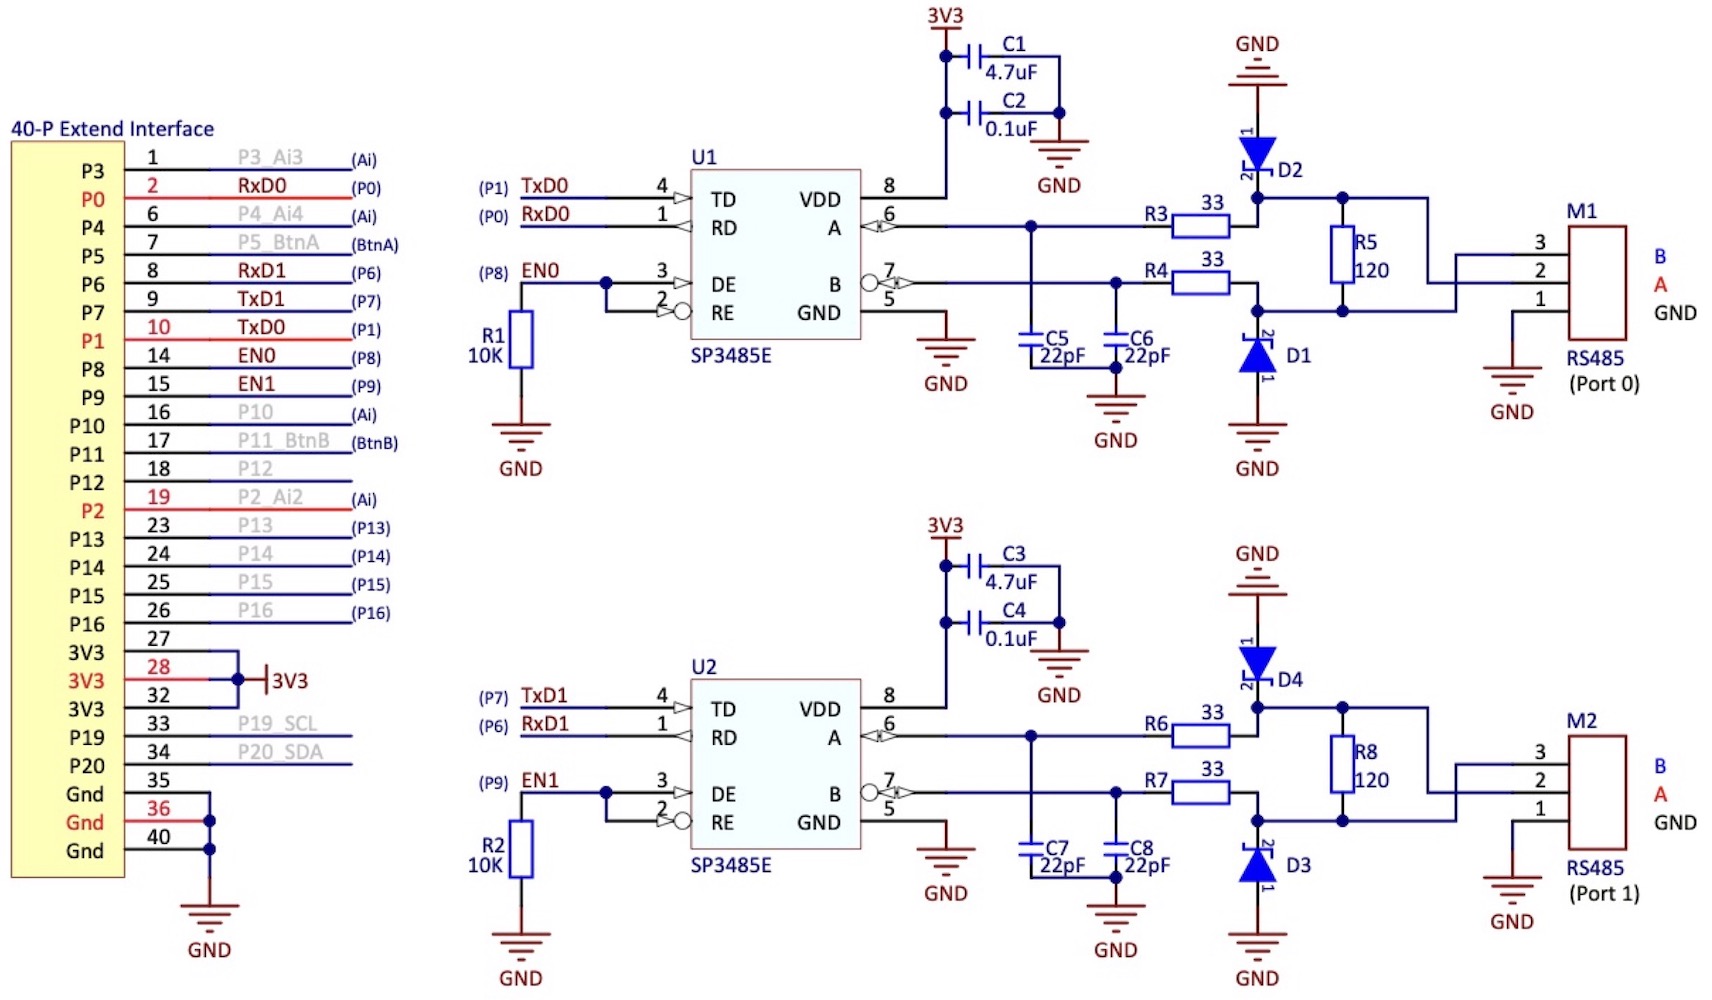 40-P Extend Interface
P3 1 P3_Ai3 (Ai)
P0 2 RxD0 (P0)
P4 6 P4_Ai4 (Ai)
P5 7 P5_BtnA (BtnA)
P6 8 RxD1 (P6)
P7 9 TxD1 (P7)
P1 10 TxD0 (P1)
P8 14 EN0 (P8)
P9 15 EN1 (P9)
P10 16 P10 (Ai)
P11 17 P11_BtnB (BtnB)
P12 18 P12
P2 19 P2_Ai2 (Ai)
P13 23 P13 (P13)
P14 24 P14 (P14)
P15 25 P15 (P15)
P16 26 P16 (P16)
3V3 27
3V3 28 3V3
3V3 32
P19 33 P19_SCL
P20 34 P20_SDA
Gnd 35
Gnd 36
Gnd 40
GND
3V3
C1
4.7uF
C2
0.1uF
GND
U1
(P1) TxD0 4 TD VDD 8
(P0) RxD0 1 RD A 6
(P8) EN0 3 DE B 7
2 RE GND 5
SP3485E
R1
10K
GND
GND
C5
22pF
C6
22pF
GND
R3 33
R4 33
GND
1
2 D2
R5
120
2
1
D1
GND
M1
3 B
2 A
1 GND
RS485
(Port 0)
GND
3V3
C3
4.7uF
C4
0.1uF
GND
U2
(P7) TxD1 4 TD VDD 8
(P6) RxD1 1 RD A 6
(P9) EN1 3 DE B 7
2 RE GND 5
SP3485E
R2
10K
GND
GND
C7
22pF
C8
22pF
GND
R6 33
R7 33
GND
1
2 D4
R8
120
2
1
D3
GND
M2
3 B
2 A
1 GND
RS485
(Port 1)
GND